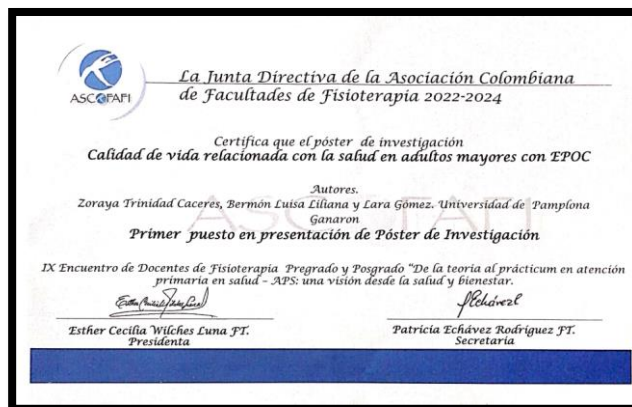 ASCOFAFI
La Junta Directiva de la Asociación Colombiana
de Facultades de Fisioterapia 2022-2024
Certifica que el póster de investigación
Calidad de vida relacionada con la salud en adultos mayores con EPOC
Autores.
Zoraya Trinidad Caceres, Bermón Luisa Liliana y Lara Gómez. Universidad de Pamplona
Ganaron
Primer puesto en presentación de Póster de Investigación
IX Encuentro de Docentes de Fisioterapia Pregrado y Posgrado "De la teoría al prácticum en atención
primaria en salud - APS: una visión desde la salud y bienestar.
Esther Cecilia Wilches Luna FT.
Presidenta
Patricia Echávez Rodríguez FT.
Secretaria